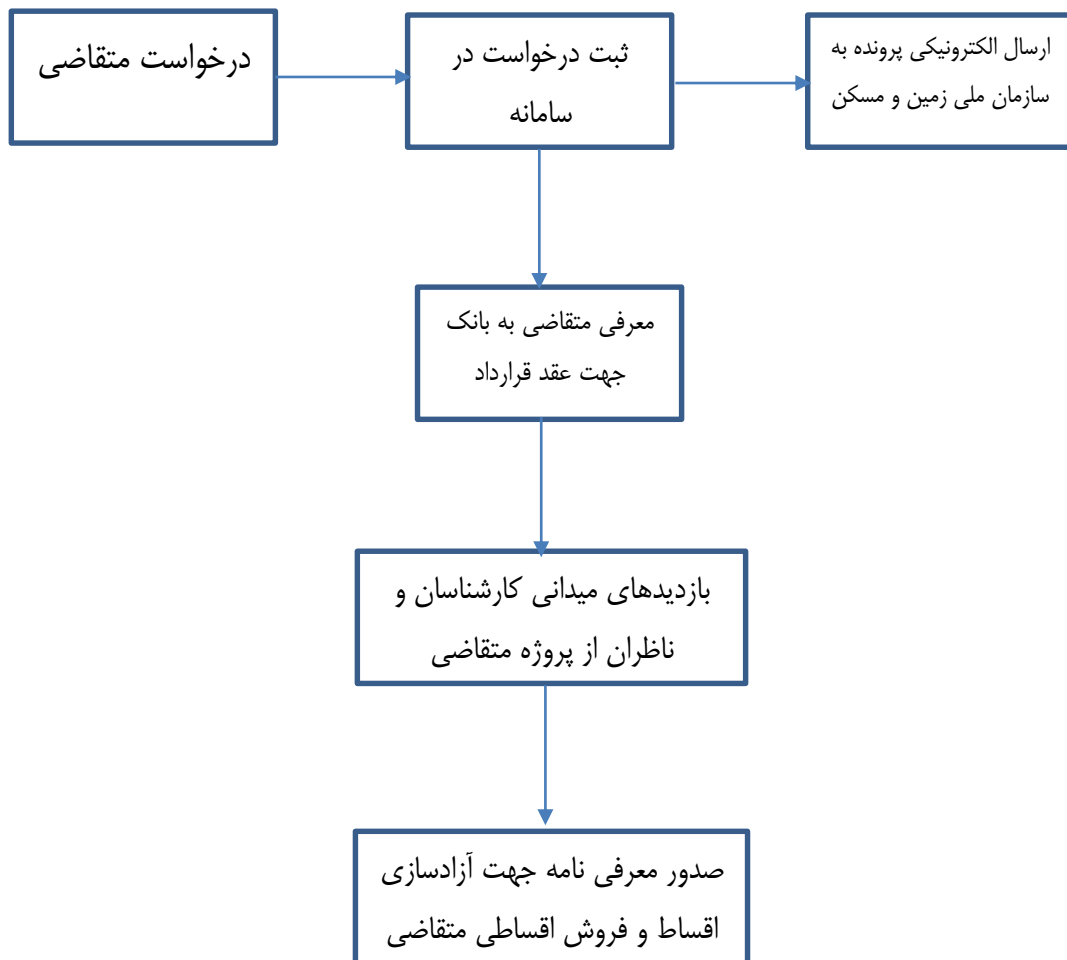 درخواست متقاضی
ثبت درخواست در
سامانه
ارسال الکترونیکی پرونده به
سازمان ملی زمین و مسکن
معرفی متقاضی به بانک
جهت عقد قرارداد
بازدیدهای میدانی کارشناسان و
ناظران از پروژه متقاضی
صدور معرفی نامه جهت آزادسازی
اقساط و فروش اقساطی متقاضی